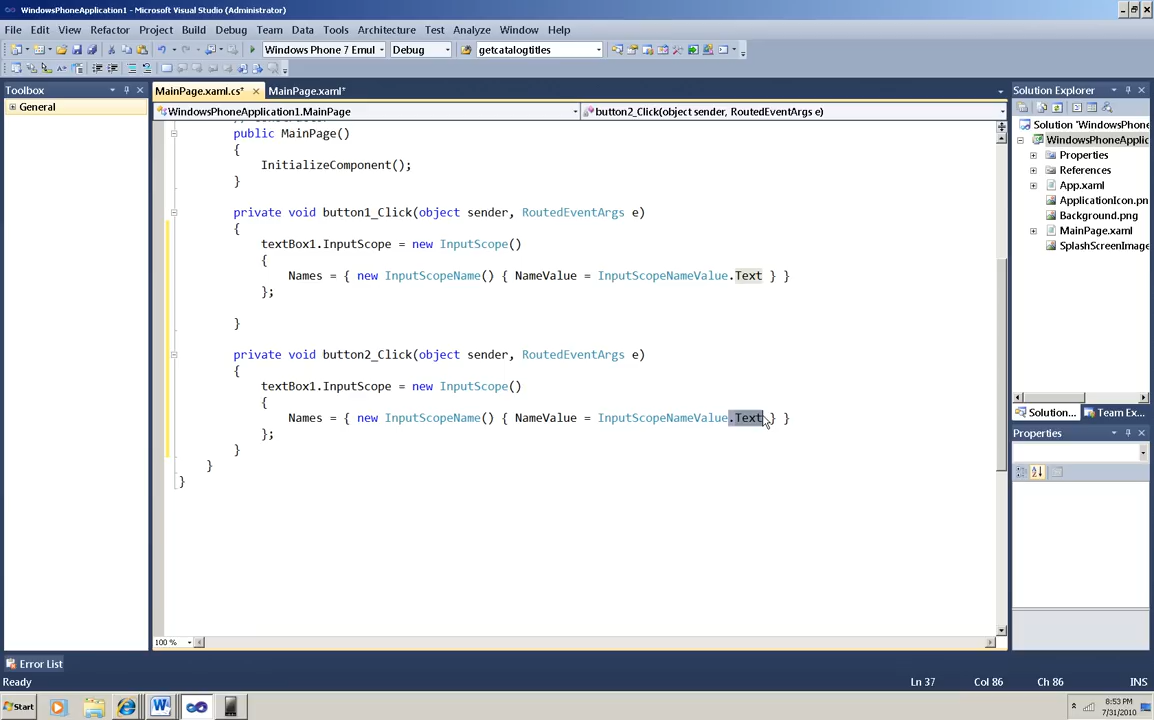 WindowsPhoneApplication1 - Microsoft Visual Studio (Administrator)
File Edit View Refactor Project Build Debug Team Data Tools Architecture Test Analyze Window Help
Windows Phone 7 Emul Debug getcatalogtitles
Toolbox
General
MainPage.xaml.cs* MainPage.xaml*
WindowsPhoneApplication1.MainPage button2_Click(object sender, RoutedEventArgs e)
public MainPage()
{
InitializeComponent();
}
private void button1_Click(object sender, RoutedEventArgs e)
{
textBox1.InputScope = new InputScope()
{
Names = { new InputScopeName() { NameValue = InputScopeNameValue.Text } }
};
}
private void button2_Click(object sender, RoutedEventArgs e)
{
textBox1.InputScope = new InputScope()
{
Names = { new InputScopeName() { NameValue = InputScopeNameValue.Text } }
};
}
}
}
100 %
Solution Explorer
Solution 'WindowsPhone
WindowsPhoneApplic
Properties
References
App.xaml
ApplicationIcon.pn
Background.png
MainPage.xaml
SplashScreenImage
Solution... Team Ex...
Properties
Error List
Ready Ln 37 Col 86 Ch 86 INS
Start 8:53 PM
7/31/2010